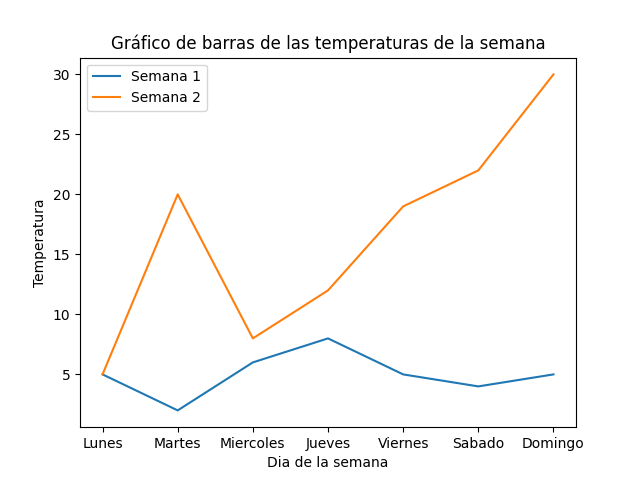 Gráfico de barras de las temperaturas de la semana
Semana 1
Semana 2
30
25
20
15
10
5
Temperatura
Lunes Martes Miercoles Jueves Viernes Sabado Domingo
Dia de la semana